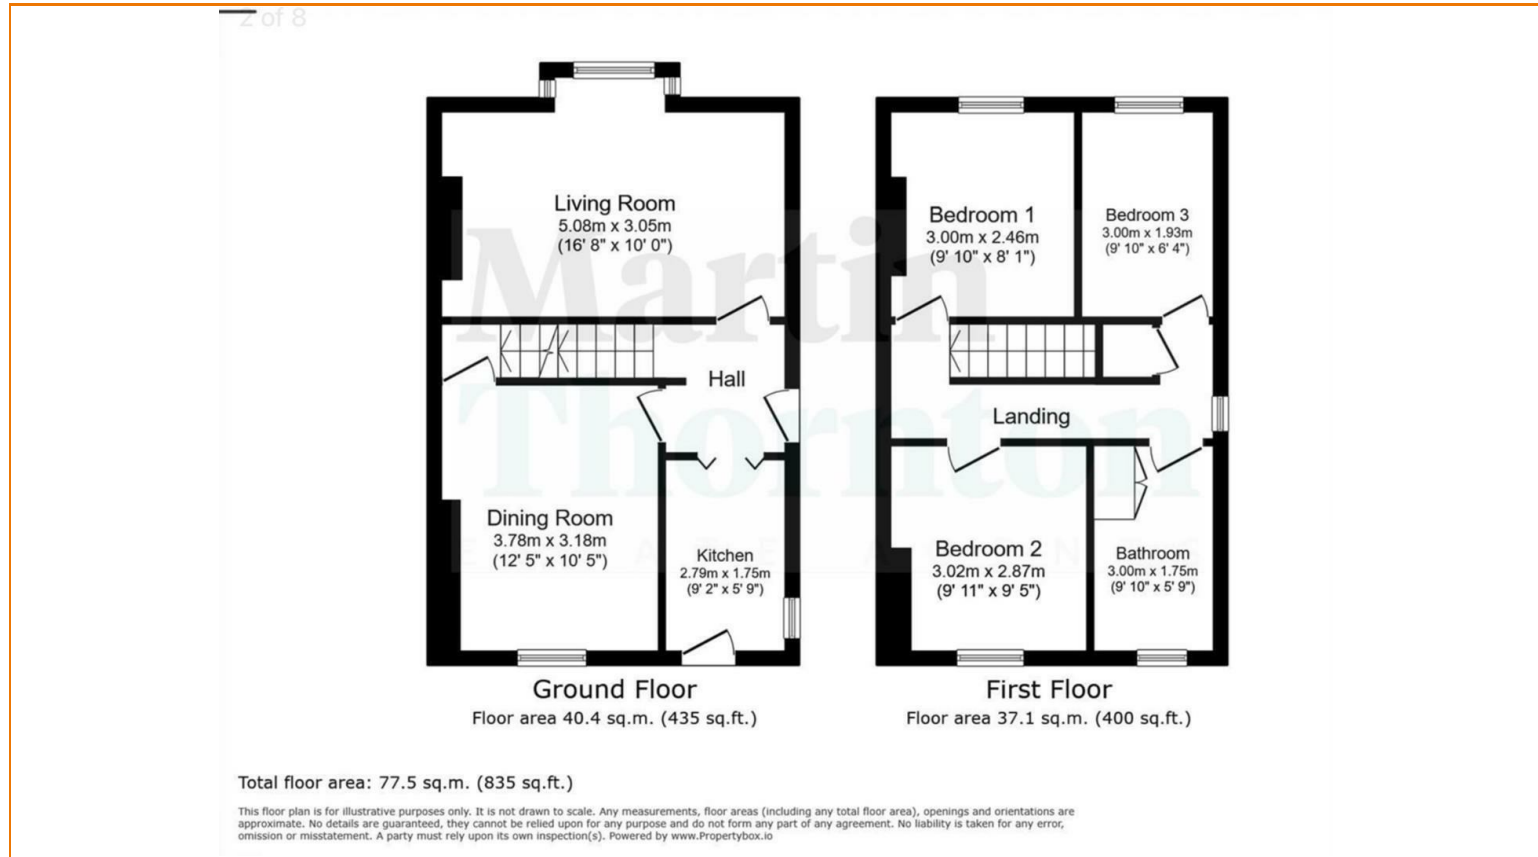 2 of 8
Living Room
5.08m x 3.05m
(16' 8" x 10' 0")
Hall
Dining Room
3.78m x 3.18m
(12' 5" x 10' 5")
Kitchen
2.79m x 1.75m
(9' 2" x 5' 9")
Ground Floor
Floor area 40.4 sq.m. (435 sq.ft.)
Bedroom 1
3.00m x 2.46m
(9' 10" x 8' 1")
Bedroom 3
3.00m x 1.93m
(9' 10" x 6' 4")
Landing
Bedroom 2
3.02m x 2.87m
(9' 11" x 9' 5")
Bathroom
3.00m x 1.75m
(9' 10" x 5' 9")
First Floor
Floor area 37.1 sq.m. (400 sq.ft.)
Martin
Thornton
Total floor area: 77.5 sq.m. (835 sq.ft.)
This floor plan is for illustrative purposes only. It is not drawn to scale. Any measurements, floor areas (including any total floor area), openings and orientations are
approximate. No details are guaranteed, they cannot be relied upon for any purpose and do not form any part of any agreement. No liability is taken for any error,
omission or misstatement. A party must rely upon its own inspection(s). Powered by www.Propertybox.io